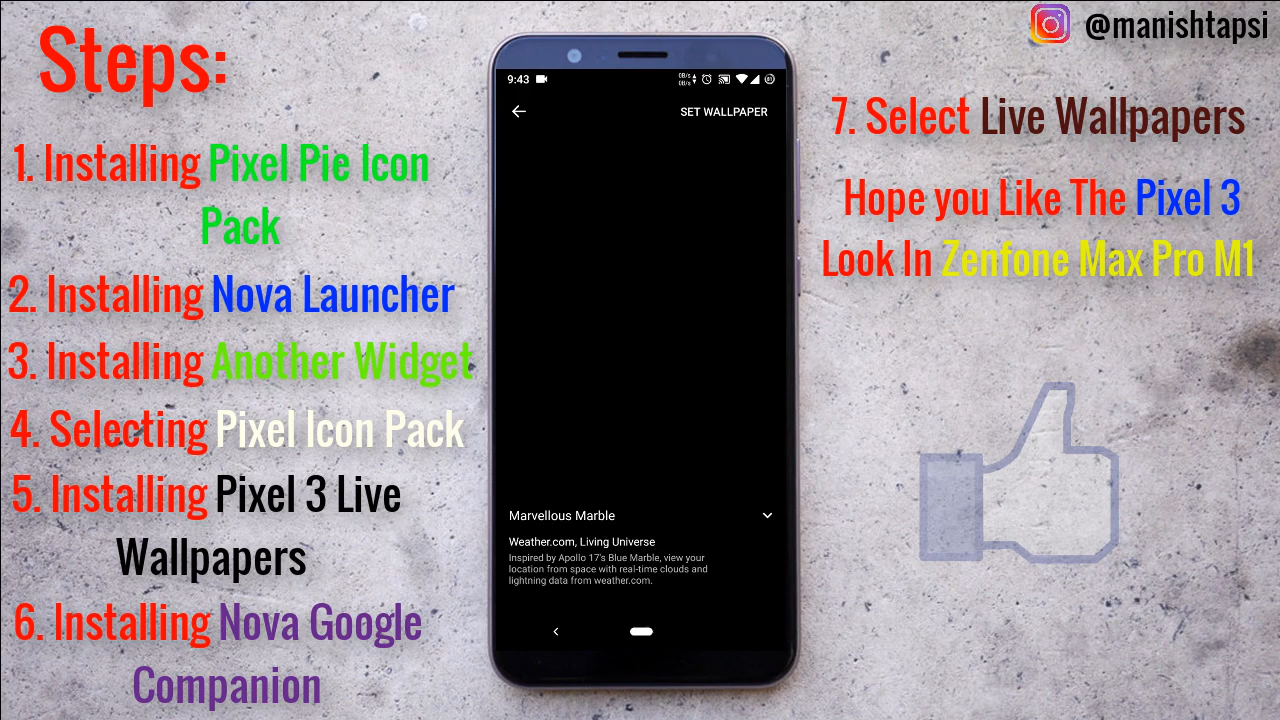 Steps:
1. Installing Pixel Pie Icon
Pack
2. Installing Nova Launcher
3. Installing Another Widget
4. Selecting Pixel Icon Pack
5. Installing Pixel 3 Live
Wallpapers
6. Installing Nova Google
Companion
9:43
0B/s
0B/s
SET WALLPAPER
Marvellous Marble
Weather.com, Living Universe
Inspired by Apollo 17's Blue Marble, view your
location from space with real-time clouds and
lightning data from weather.com.
@manishtapsi
7. Select Live Wallpapers
Hope you Like The Pixel 3
Look In Zenfone Max Pro M1